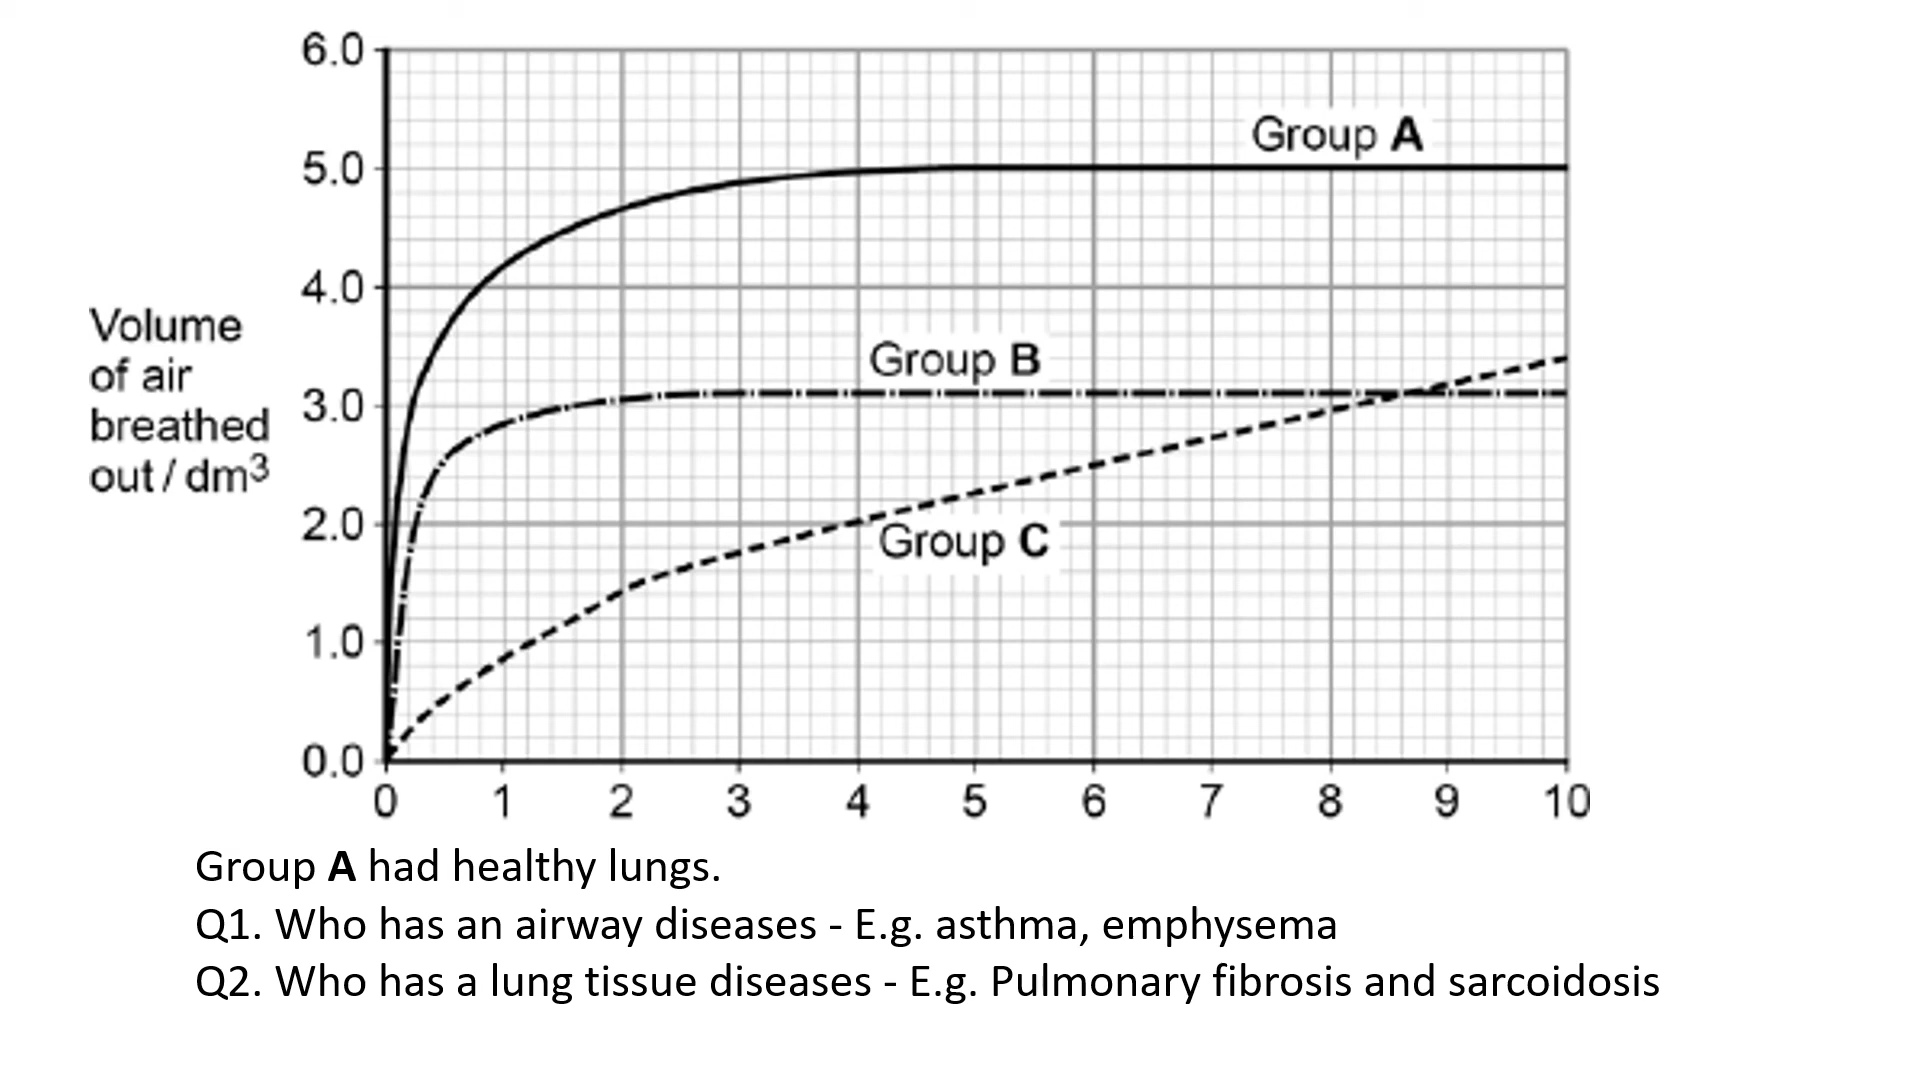 6.0
Group A
5.0
4.0
Volume
of air
breathed
out / dm³
Group B
3.0
2.0
Group C
1.0
0.0
0 1 2 3 4 5 6 7 8 9 10
Group A had healthy lungs.
Q1. Who has an airway diseases - E.g. asthma, emphysema
Q2. Who has a lung tissue diseases - E.g. Pulmonary fibrosis and sarcoidosis